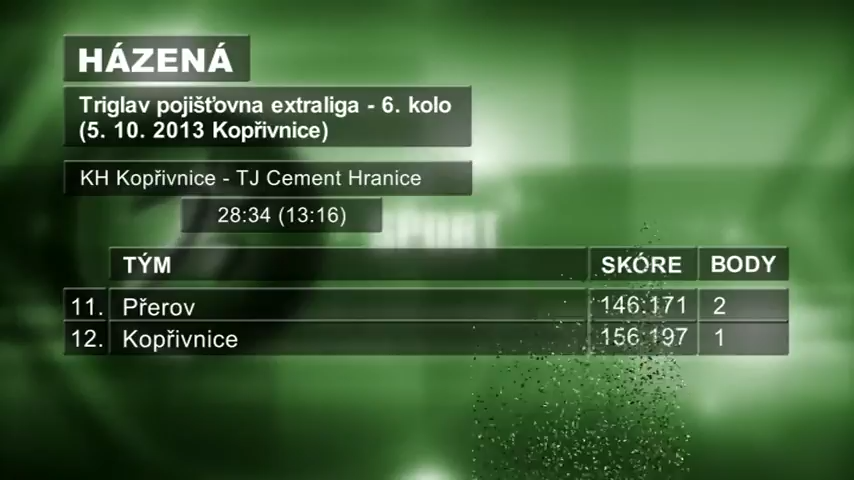 HÁZENÁ
Triglav pojišťovna extraliga - 6. kolo
(5. 10. 2013 Kopřivnice)
KH Kopřivnice - TJ Cement Hranice
28:34 (13:16)
SPORT
TÝM SKÓRE BODY
11. Přerov 146:171 2
12. Kopřivnice 156:197 1